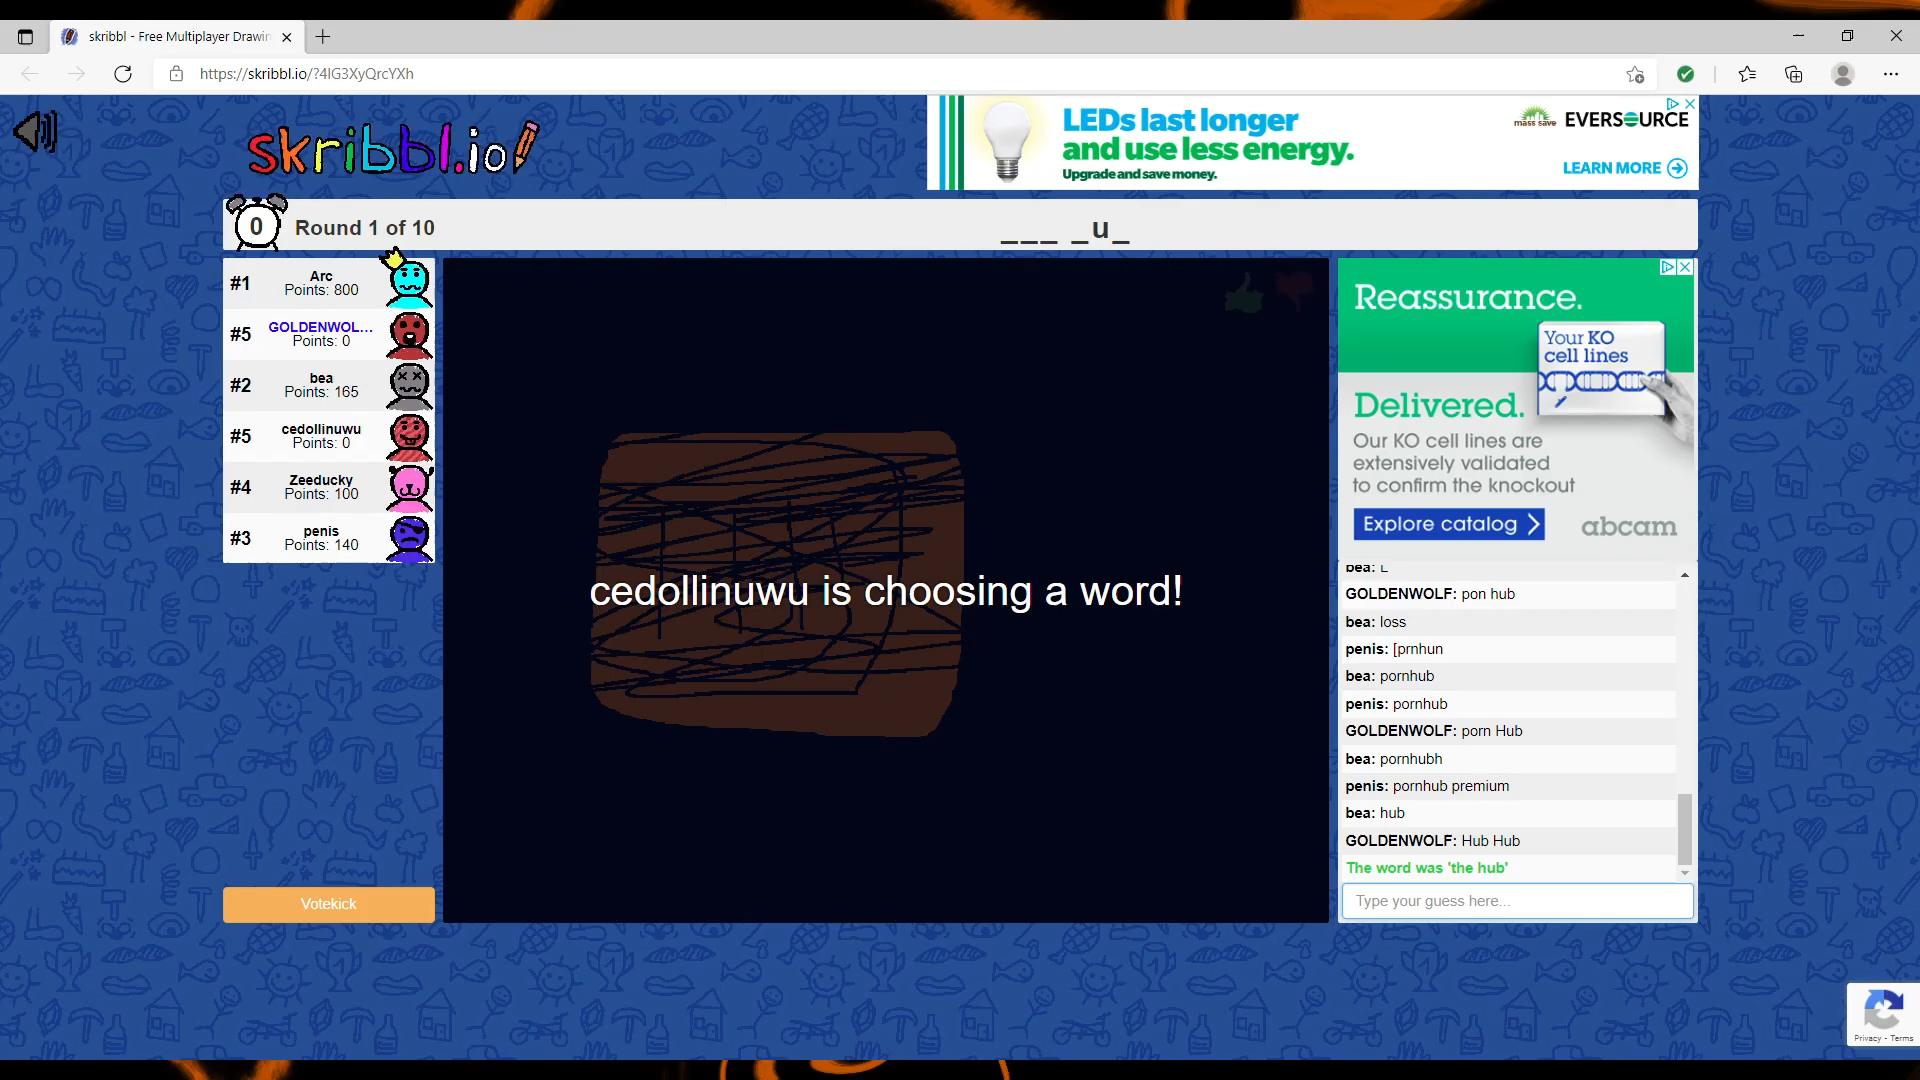 skribbl - Free Multiplayer Drawin
https://skribbl.io/?4lG3XyQrcYXh
skribbl.io
LEDs last longer
and use less energy.
Upgrade and save money.
mass save EVERSOURCE
LEARN MORE
0
Round 1 of 10
___ _u_
#1 Arc
Points: 800
#5 GOLDENWOL...
Points: 0
#2 bea
Points: 165
#5 cedollinuwu
Points: 0
#4 Zeeducky
Points: 100
#3 penis
Points: 140
Votekick
cedollinuwu is choosing a word!
Reassurance.
Your KO
cell lines
Delivered.
Our KO cell lines are
extensively validated
to confirm the knockout
Explore catalog
abcam
bea: L
GOLDENWOLF: pon hub
bea: loss
penis: [prnhun
bea: pornhub
penis: pornhub
GOLDENWOLF: porn Hub
bea: pornhubh
penis: pornhub premium
bea: hub
GOLDENWOLF: Hub Hub
The word was 'the hub'
Type your guess here...
Privacy - Terms